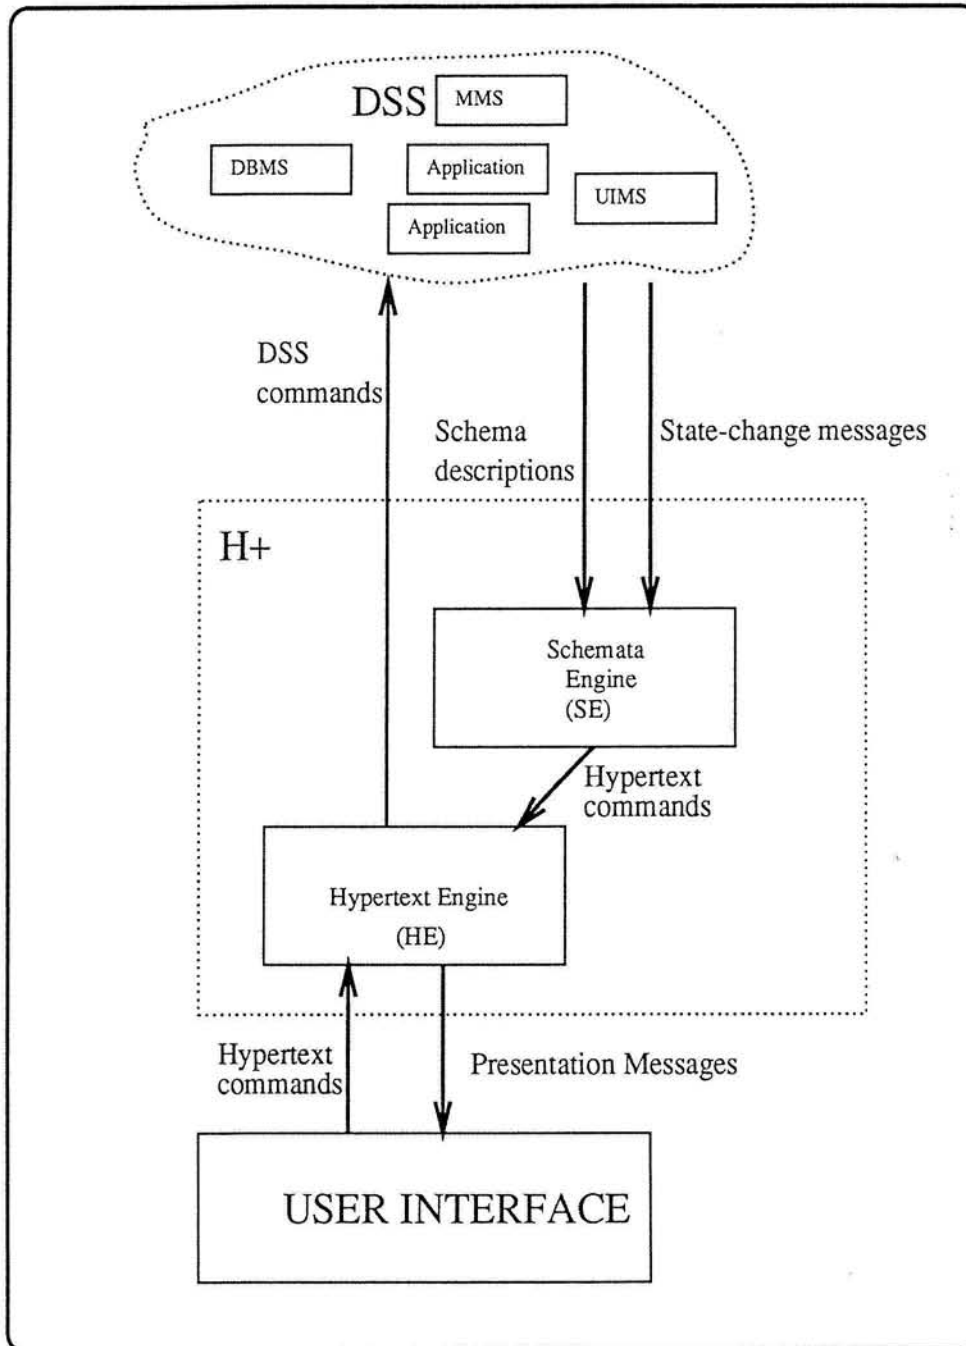 DSS
MMS
DBMS
Application
UIMS
Application
DSS
commands
Schema
descriptions
State-change messages
H+
Schemata
Engine
(SE)
Hypertext
commands
Hypertext Engine
(HE)
Hypertext
commands
Presentation Messages
USER INTERFACE